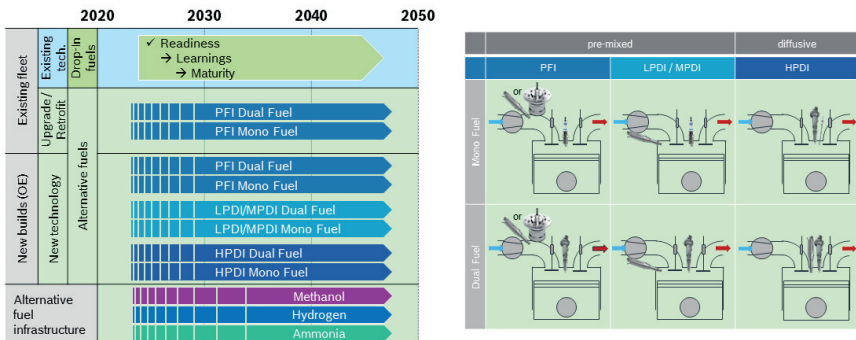 2020 2030 2040 2050
Existing fleet
Existing
tech.
Drop-In
fuels
✓ Readiness
→ Learnings
→ Maturity
Upgrade/
Retrofit
Alternative fuels
PFI Dual Fuel
PFI Mono Fuel
New builds (OE)
New technology
PFI Dual Fuel
PFI Mono Fuel
LPDI/MPDI Dual Fuel
LPDI/MPDI Mono Fuel
HPDI Dual Fuel
HPDI Mono Fuel
Alternative
fuel
infrastructure
Methanol
Hydrogen
Ammonia
pre-mixed diffusive
PFI LPDI / MPDI HPDI
Mono Fuel
or
Dual Fuel
or